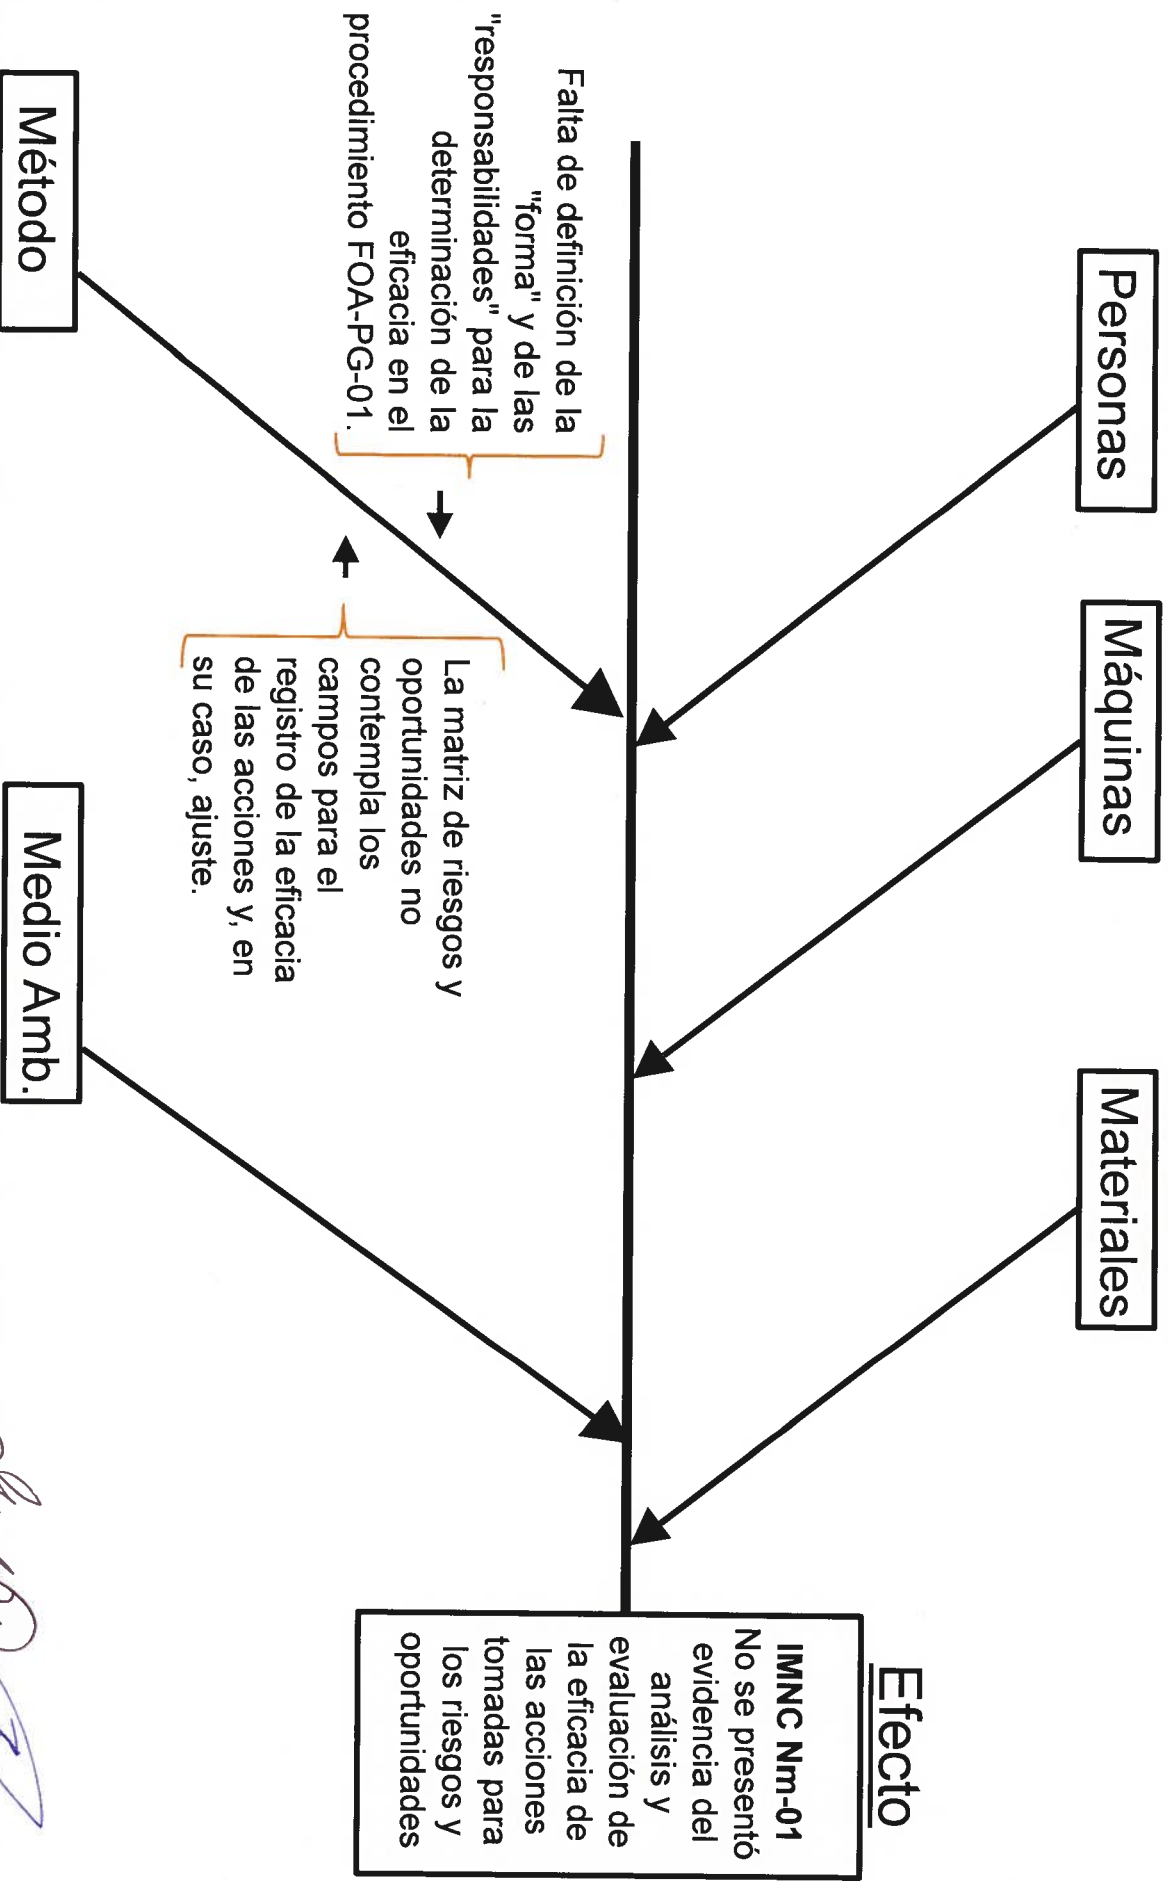 Personas
Máquinas
Materiales
Efecto
IMNC Nm-01
No se presentó
evidencia del
análisis y
evaluación de
la eficacia de
las acciones
tomadas para
los riesgos y
oportunidades
Falta de definición de la
"forma" y de las
"responsabilidades" para la
determinación de la
eficacia en el
procedimiento FOA-PG-01.
La matriz de riesgos y
oportunidades no
contempla los
campos para el
registro de la eficacia
de las acciones y, en
su caso, ajuste.
Método
Medio Amb.